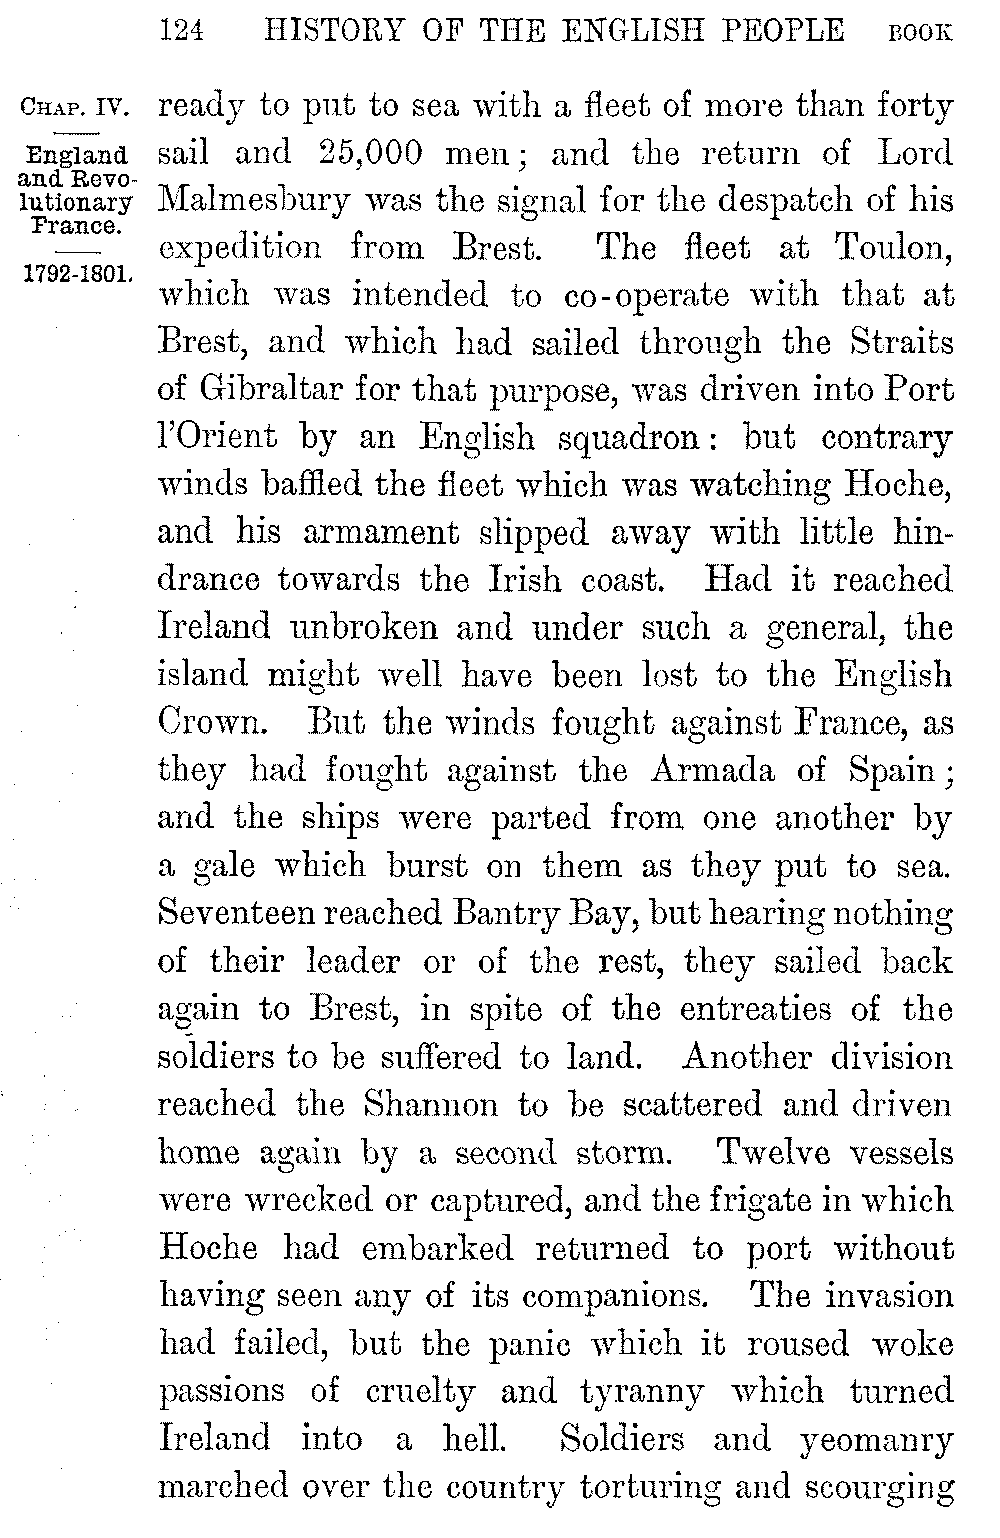 124 HISTORY OF THE ENGLISH PEOPLE BOOK
CHAP. IV.
England
and Revo-
lutionary
France.
1792-1801.
ready to put to sea with a fleet of more than forty
sail and 25,000 men; and the return of Lord
Malmesbury was the signal for the despatch of his
expedition from Brest. The fleet at Toulon,
which was intended to co-operate with that at
Brest, and which had sailed through the Straits
of Gibraltar for that purpose, was driven into Port
l'Orient by an English squadron: but contrary
winds baffled the fleet which was watching Hoche,
and his armament slipped away with little hin-
drance towards the Irish coast. Had it reached
Ireland unbroken and under such a general, the
island might well have been lost to the English
Crown. But the winds fought against France, as
they had fought against the Armada of Spain;
and the ships were parted from one another by
a gale which burst on them as they put to sea.
Seventeen reached Bantry Bay, but hearing nothing
of their leader or of the rest, they sailed back
again to Brest, in spite of the entreaties of the
soldiers to be suffered to land. Another division
reached the Shannon to be scattered and driven
home again by a second storm. Twelve vessels
were wrecked or captured, and the frigate in which
Hoche had embarked returned to port without
having seen any of its companions. The invasion
had failed, but the panic which it roused woke
passions of cruelty and tyranny which turned
Ireland into a hell. Soldiers and yeomanry
marched over the country torturing and scourging